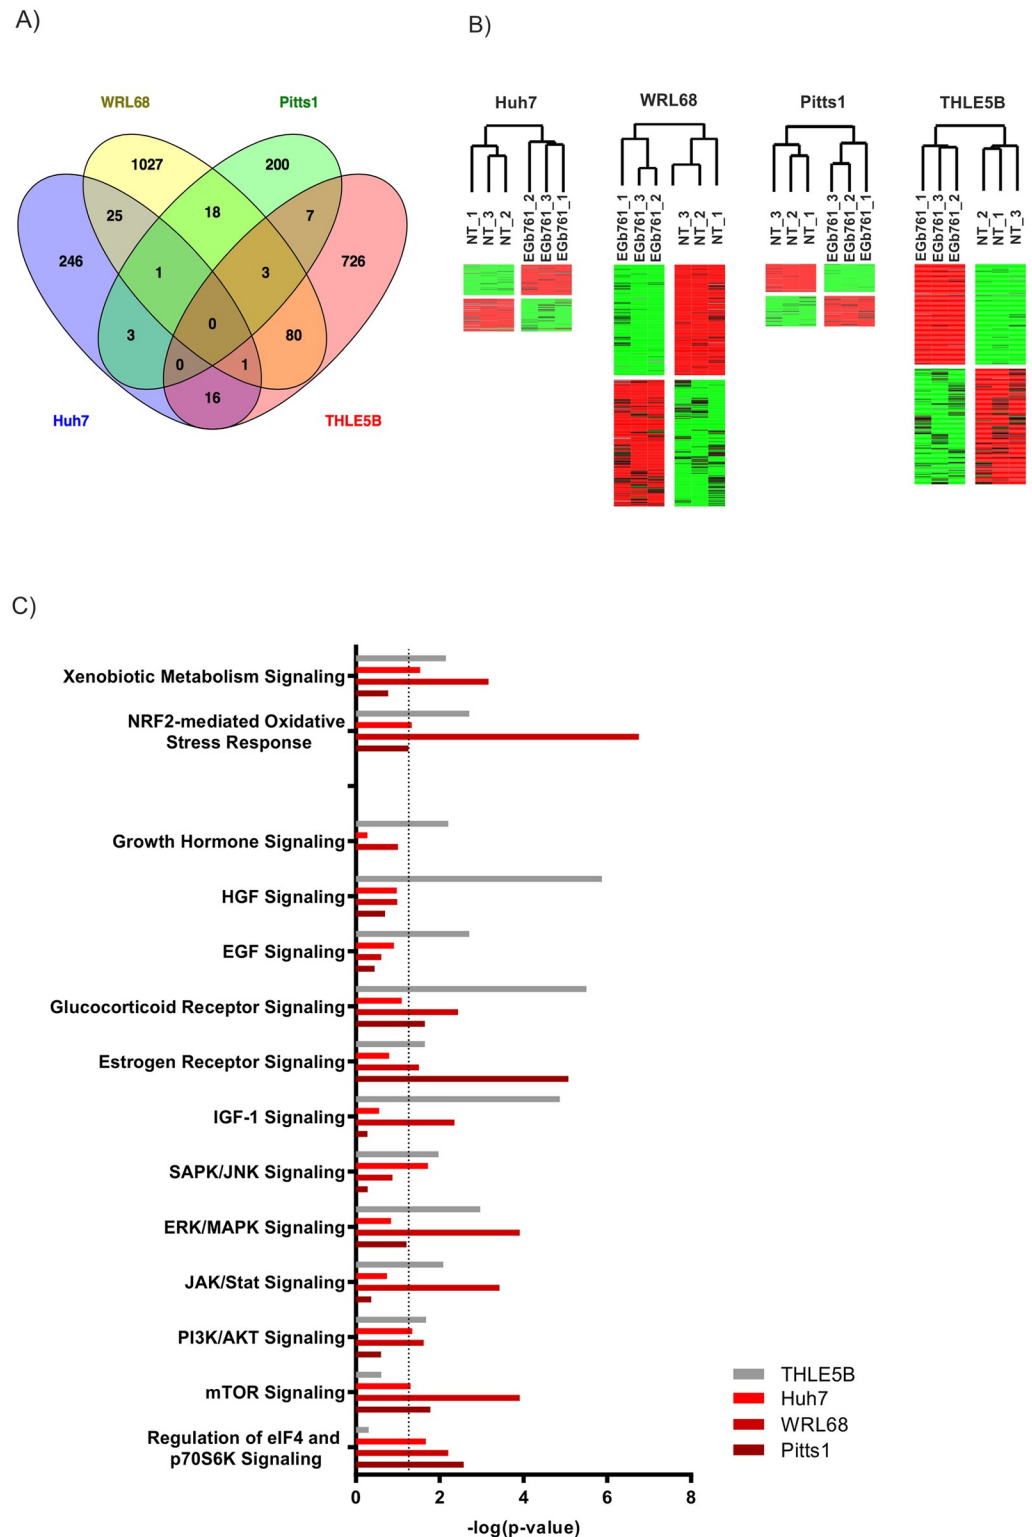 A)
WRL68
Pitts1
1027
200
25
18
7
246
1
3
726
3
0
80
0
1
16
Huh7
THLE5B
B)
Huh7
WRL68
Pitts1
THLE5B
NT_1
NT_3
NT_2
EGb761_2
EGb761_3
EGb761_1
EGb761_1
EGb761_3
EGb761_2
NT_3
NT_2
NT_1
NT_3
NT_2
NT_1
EGb761_3
EGb761_2
EGb761_1
EGb761_1
EGb761_3
EGb761_2
NT_2
NT_1
NT_3
C)
Xenobiotic Metabolism Signaling
NRF2-mediated Oxidative
Stress Response
Growth Hormone Signaling
HGF Signaling
EGF Signaling
Glucocorticoid Receptor Signaling
Estrogen Receptor Signaling
IGF-1 Signaling
SAPK/JNK Signaling
ERK/MAPK Signaling
JAK/Stat Signaling
PI3K/AKT Signaling
mTOR Signaling
Regulation of eIF4 and
p70S6K Signaling
0 2 4 6 8
-log(p-value)
THLE5B
Huh7
WRL68
Pitts1